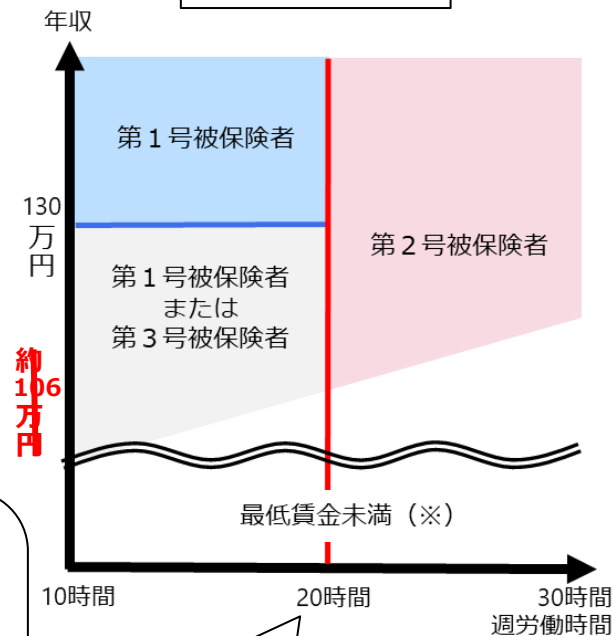 年収
第１号被保険者
130
万
円
第２号被保険者
第１号被保険者
または
第３号被保険者
約
106
万
円
最低賃金未満（※）
10時間
20時間
30時間
週労働時間